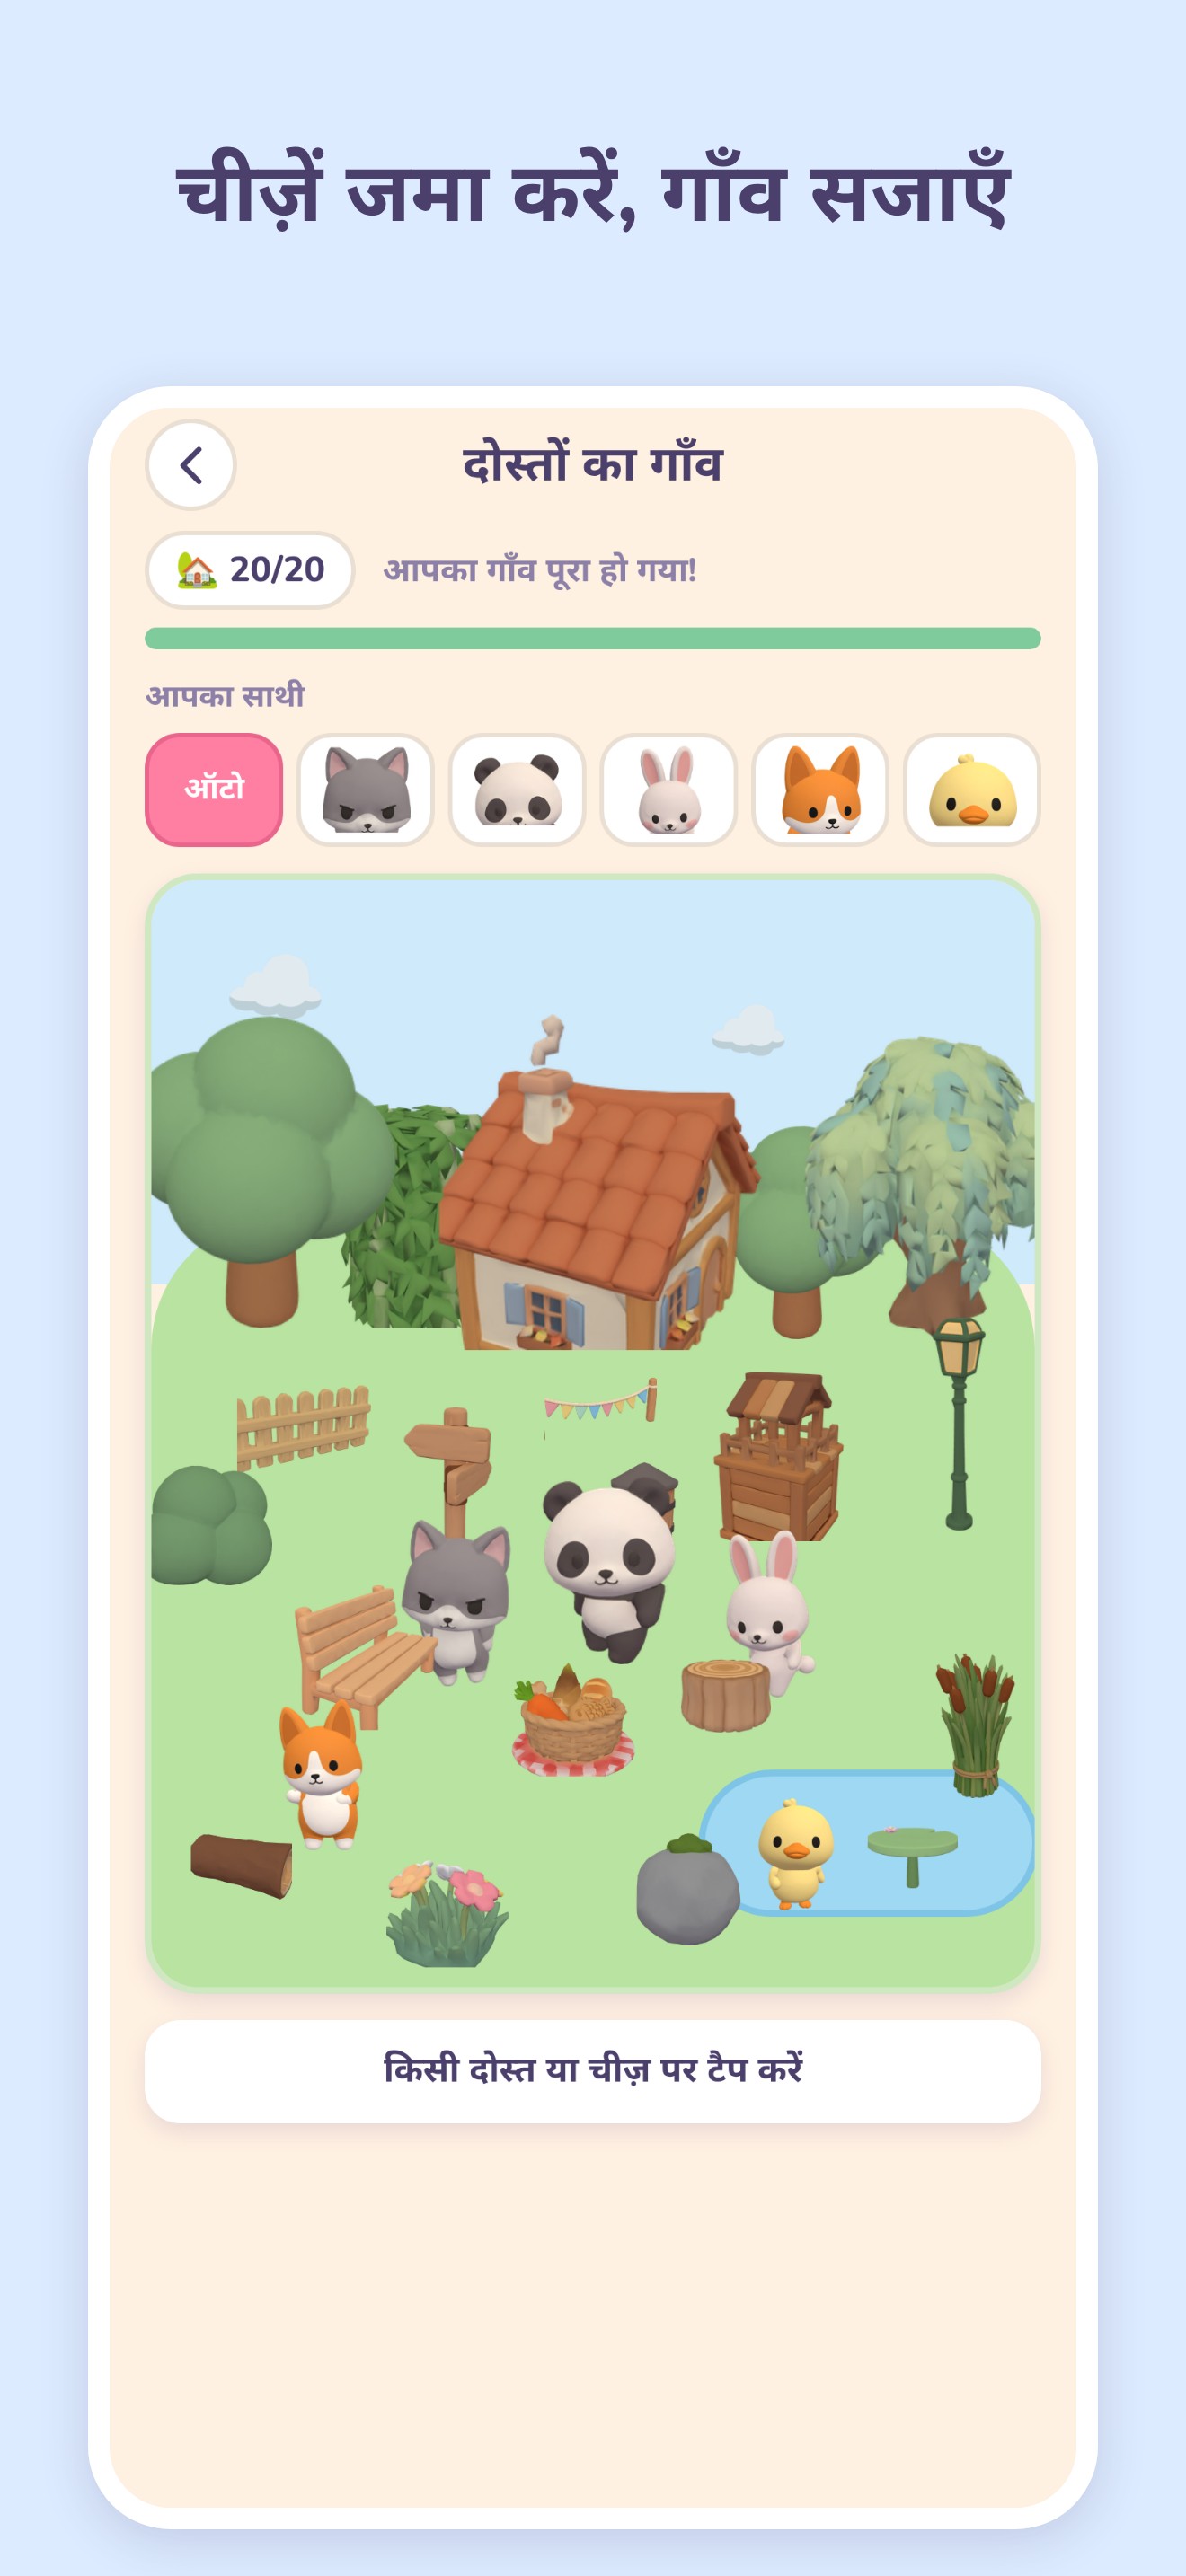 चीज़ें जमा करें, गाँव सजाएँ
दोस्तों का गाँव
20/20 आपका गाँव पूरा हो गया!
आपका साथी
ऑटो
किसी दोस्त या चीज़ पर टैप करें